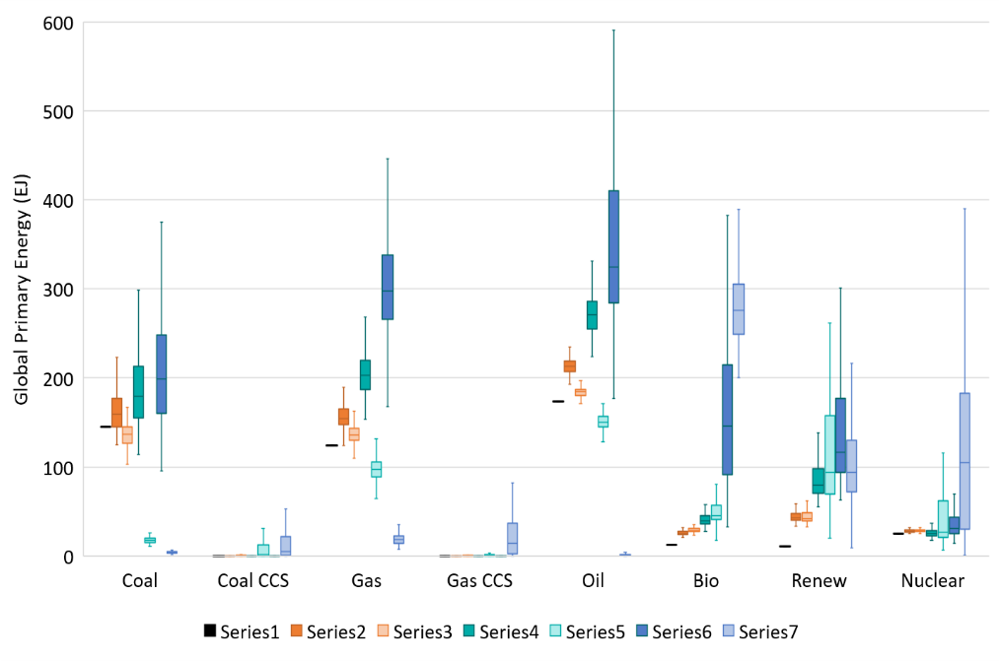 600
500
400
300
200
100
0
Global Primary Energy (EJ)
Coal Coal CCS Gas Gas CCS Oil Bio Renew Nuclear
Series1 Series2 Series3 Series4 Series5 Series6 Series7